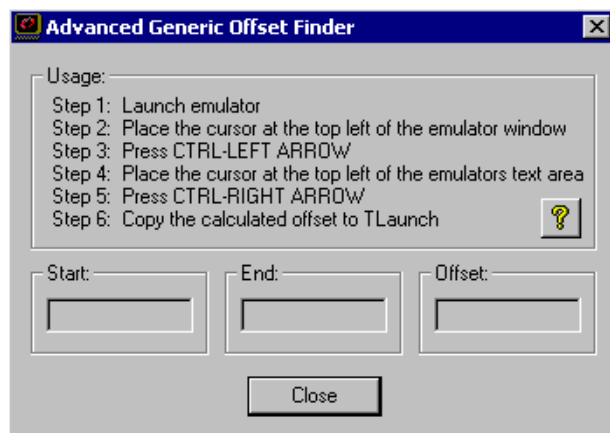 Advanced Generic Offset Finder
Usage:
Step 1: Launch emulator
Step 2: Place the cursor at the top left of the emulator window
Step 3: Press CTRL-LEFT ARROW
Step 4: Place the cursor at the top left of the emulators text area
Step 5: Press CTRL-RIGHT ARROW
Step 6: Copy the calculated offset to TLaunch
?
Start: End: Offset:
Close